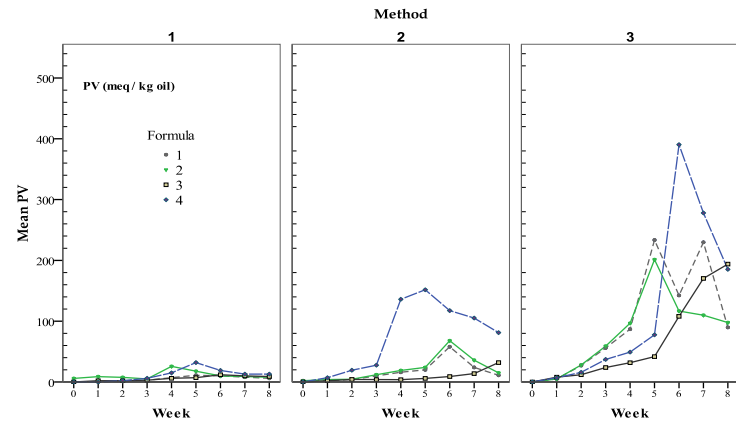 Method
1 2 3
PV (meq / kg oil)
Formula
1
2
3
4
Mean PV
500
400
300
200
100
0
0 1 2 3 4 5 6 7 8 0 1 2 3 4 5 6 7 8 0 1 2 3 4 5 6 7 8
Week Week Week